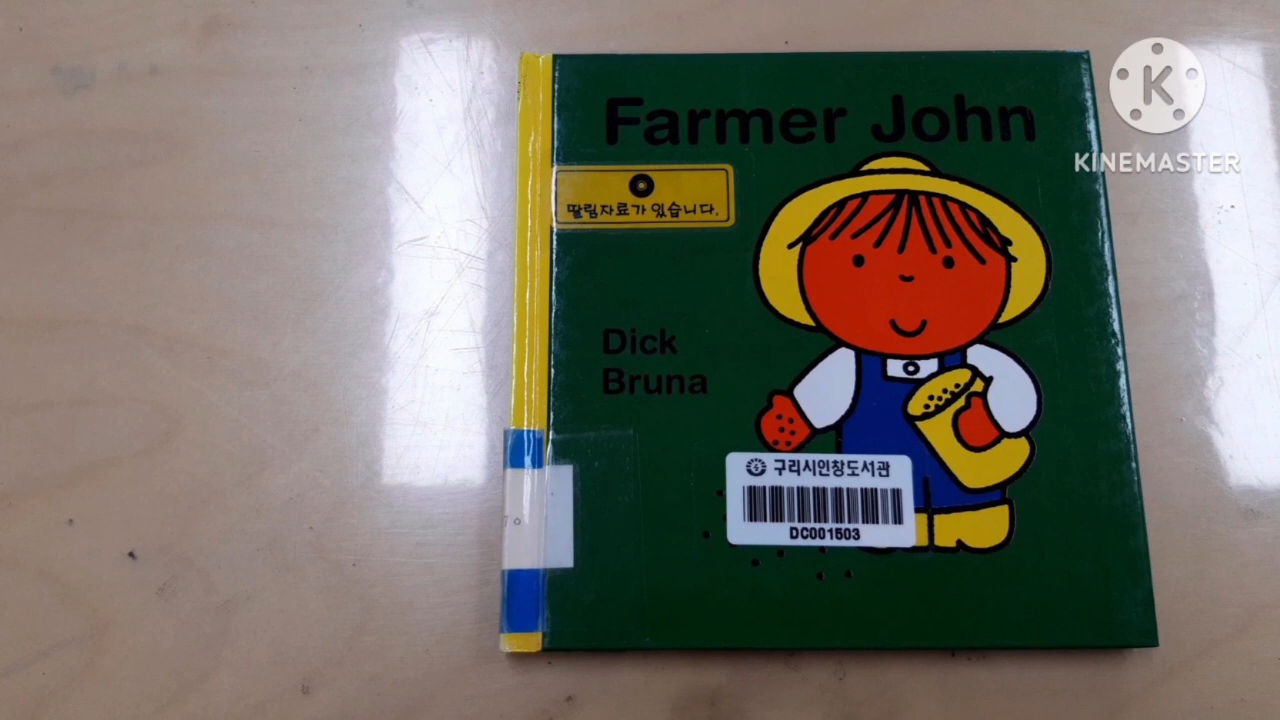 Farmer John
딸림자료가 있습니다.
Dick
Bruna
구리시인창도서관
DC001503
K
KINEMASTER